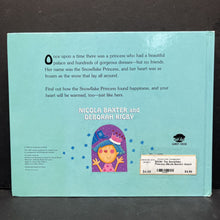 Once upon a time there was a princess who had a beautiful
palace and hundreds of gorgeous dresses—but no friends.
Her name was the Snowflake Princess, and her heart was as
frozen as the snow that lay all around.
Find out how the Snowflake Princess found happiness, and your
heart will be warmed, too—just like hers.
NICOLA BAXTER AND
DEBORAH RIGBY